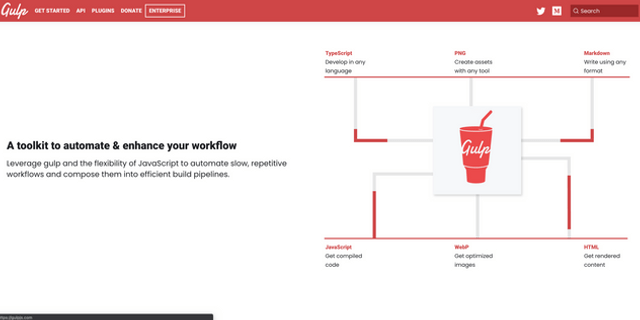 Gulp GET STARTED API PLUGINS DONATE ENTERPRISE Search
TypeScript
Develop in any
language
PNG
Create assets
with any tool
Markdown
Write using any
format
A toolkit to automate & enhance your workflow
Leverage gulp and the flexibility of JavaScript to automate slow, repetitive
workflows and compose them into efficient build pipelines.
Gulp
JavaScript
Get compiled
code
WebP
Get optimized
images
HTML
Get rendered
content